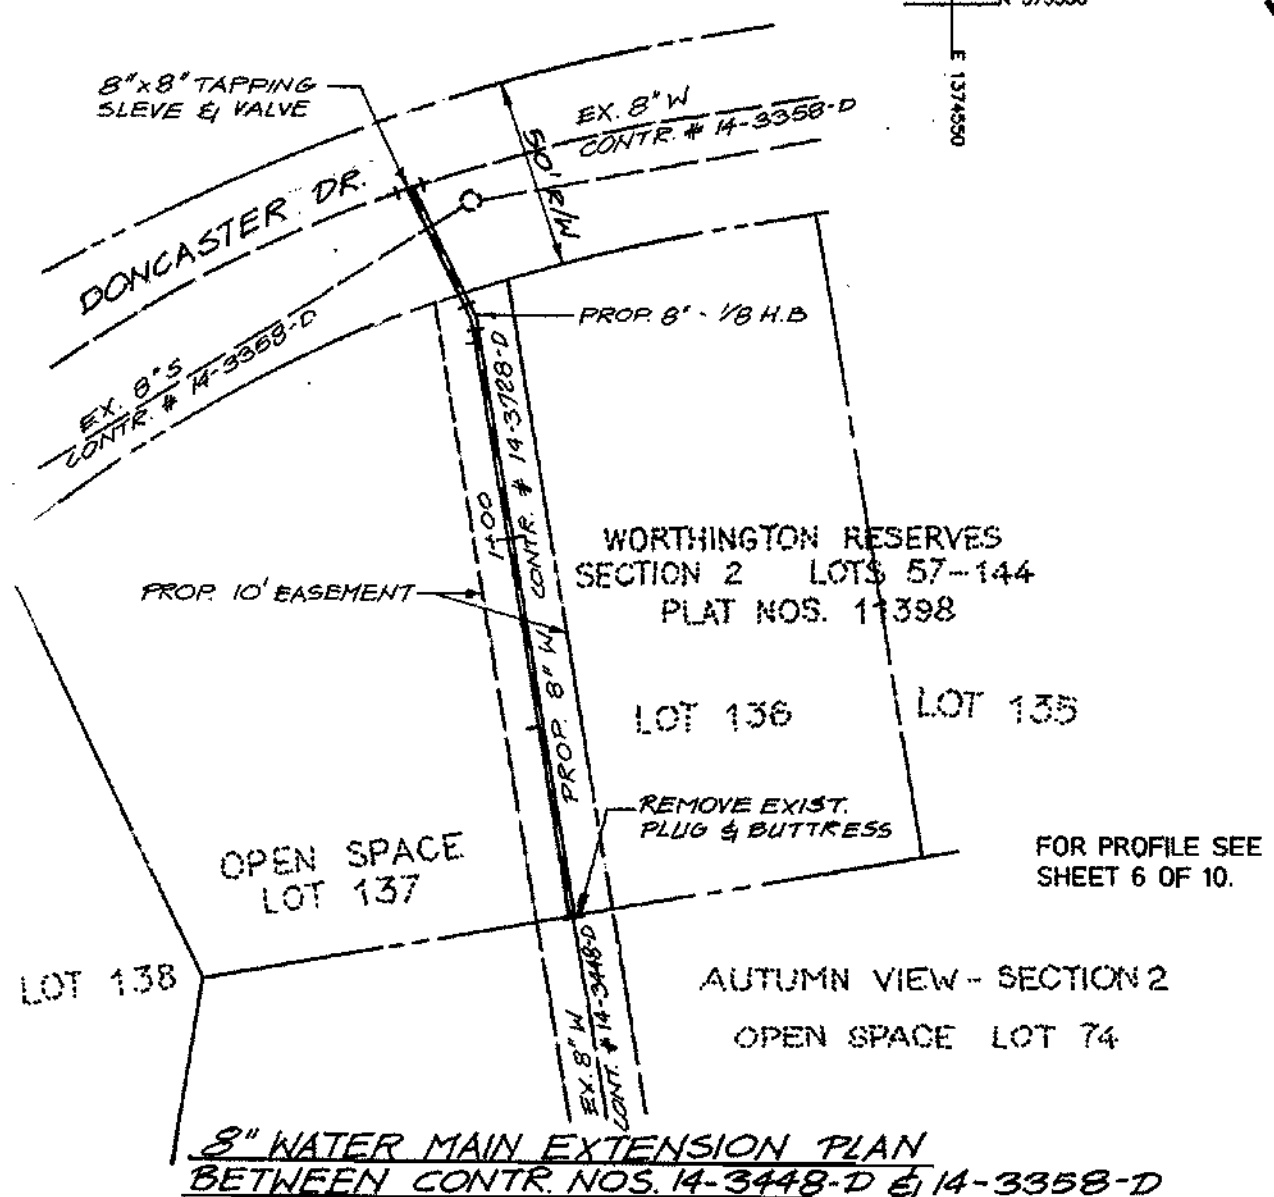 E 1374550
8"x8" TAPPING
SLEVE & VALVE
EX. 8" W
CONTR. # 14-3358-D
50' R/W
DONCASTER DR.
EX. 8" S
CONTR. # 14-3358-D
PROP. 8" - 1/8 H.B
1+00
PROP. 8" W CONTR. # 14-3728-D
WORTHINGTON RESERVES
SECTION 2 LOTS 57-144
PLAT NOS. 11398
PROP. 10' EASEMENT
LOT 136
LOT 135
REMOVE EXIST.
PLUG & BUTTRESS
OPEN SPACE
LOT 137
FOR PROFILE SEE
SHEET 6 OF 10.
LOT 138
EX. 8" W
CONT. # 14-3448-D
AUTUMN VIEW - SECTION 2
OPEN SPACE LOT 74
8" WATER MAIN EXTENSION PLAN
BETWEEN CONTR. NOS. 14-3448-D & 14-3358-D